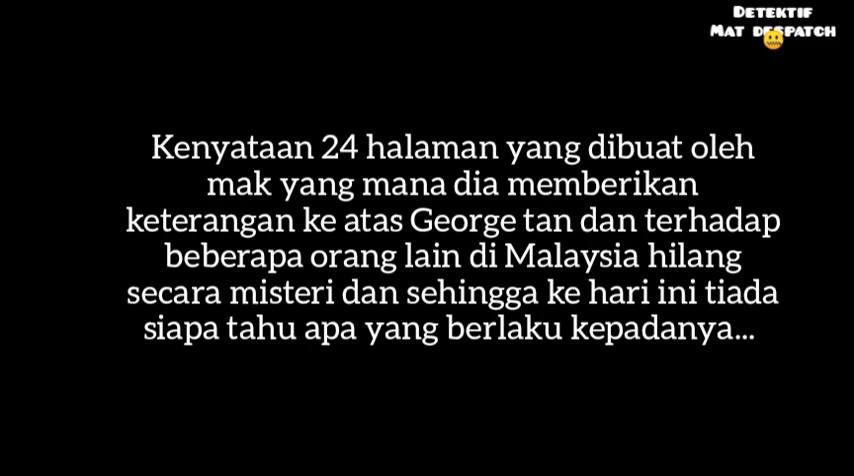 DETEKTIF
MAT DESPATCH
Kenyataan 24 halaman yang dibuat oleh
mak yang mana dia memberikan
keterangan ke atas George tan dan terhadap
beberapa orang lain di Malaysia hilang
secara misteri dan sehingga ke hari ini tiada
siapa tahu apa yang berlaku kepadanya...